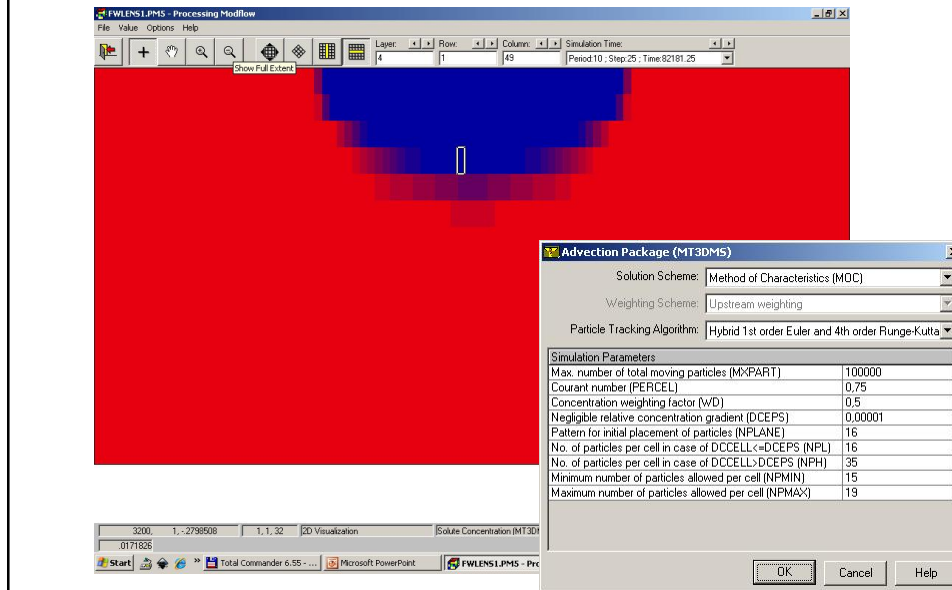 FWLENS1.PM5 - Processing Modflow
File Value Options Help
Layer: Row: Column: Simulation Time:
4 1 49 Period:10 ; Step:25 ; Time:82181.25
Show Full Extent
Advection Package (MT3DMS)
Solution Scheme: Method of Characteristics (MOC)
Weighting Scheme: Upstream weighting
Particle Tracking Algorithm: Hybrid 1st order Euler and 4th order Runge-Kutta
Simulation Parameters
Max. number of total moving particles (MXPART) 100000
Courant number (PERCEL) 0,75
Concentration weighting factor (WD) 0,5
Negligible relative concentration gradient (DCEPS) 0,00001
Pattern for initial placement of particles (NPLANE) 16
No. of particles per cell in case of DCCELL<=DCEPS (NPL) 16
No. of particles per cell in case of DCCELL>DCEPS (NPH) 35
Minimum number of particles allowed per cell (NPMIN) 15
Maximum number of particles allowed per cell (NPMAX) 19
OK Cancel Help
3200, 1, -.2798508 1, 1, 32 2D Visualization Solute Concentration (MT3D
.0171826
Start » Total Commander 6.55 - ... Microsoft PowerPoint FWLENS1.PM5 - Pro